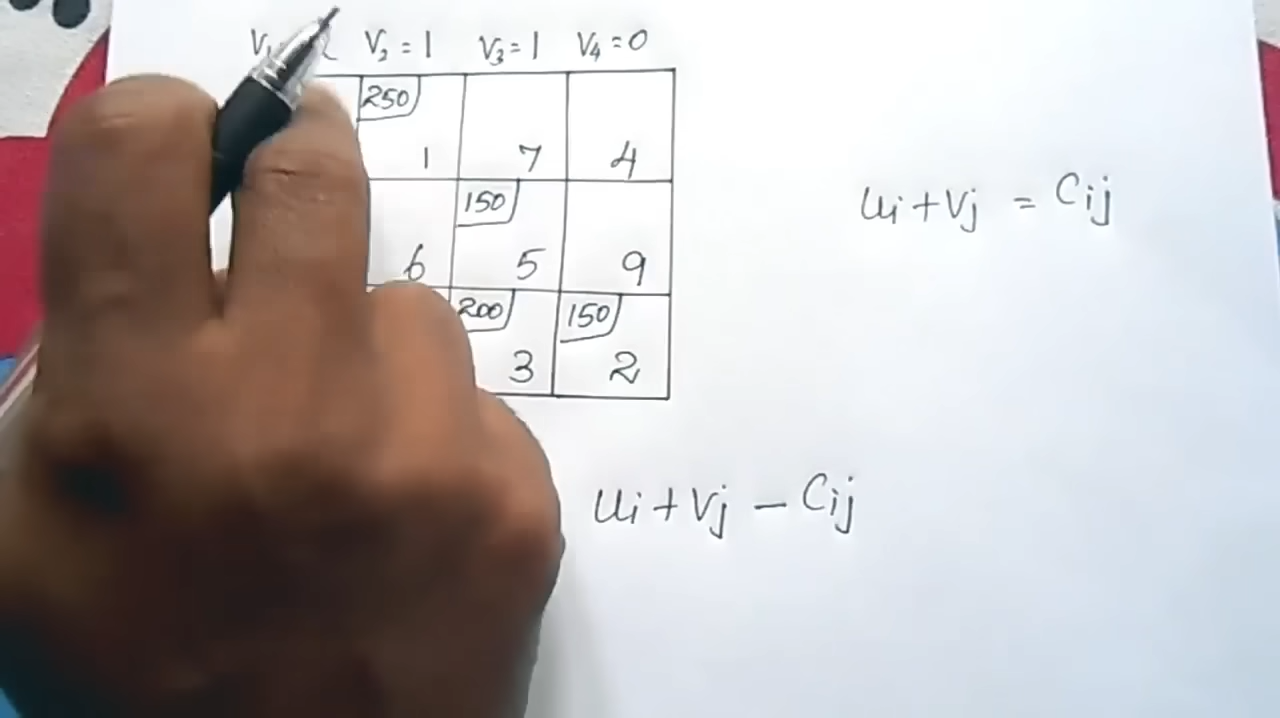 V₂ = 1 V₃ = 1 V₄ = 0
250
1 7 4
150
6 5 9
200 150
3 2
ui + vj = Cij
ui + vj − Cij